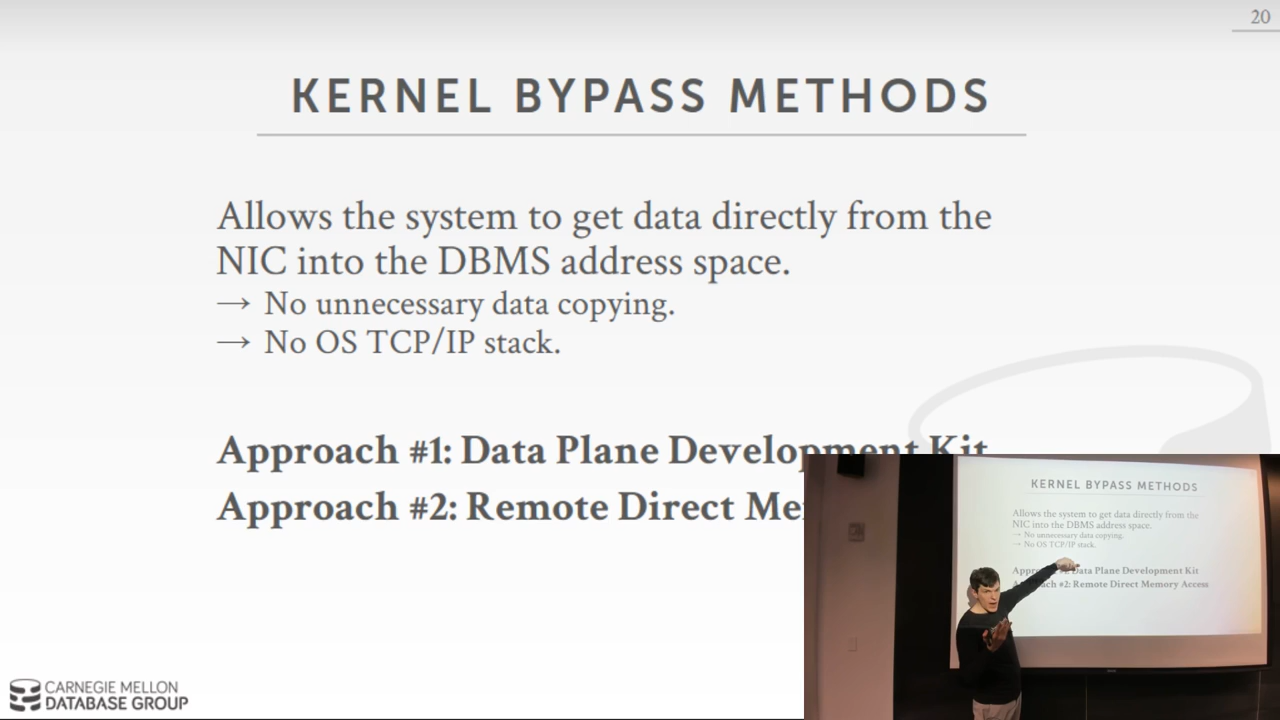 20
KERNEL BYPASS METHODS
Allows the system to get data directly from the
NIC into the DBMS address space.
→ No unnecessary data copying.
→ No OS TCP/IP stack.
Approach #1: Data Plane Development Kit
Approach #2: Remote Direct Me
KERNEL BYPASS METHODS
Allows the system to get data directly from the
NIC into the DBMS address space.
→ No unnecessary data copying.
→ No OS TCP/IP stack.
Data Plane Development Kit
#2: Remote Direct Memory Access
CARNEGIE MELLON
DATABASE GROUP